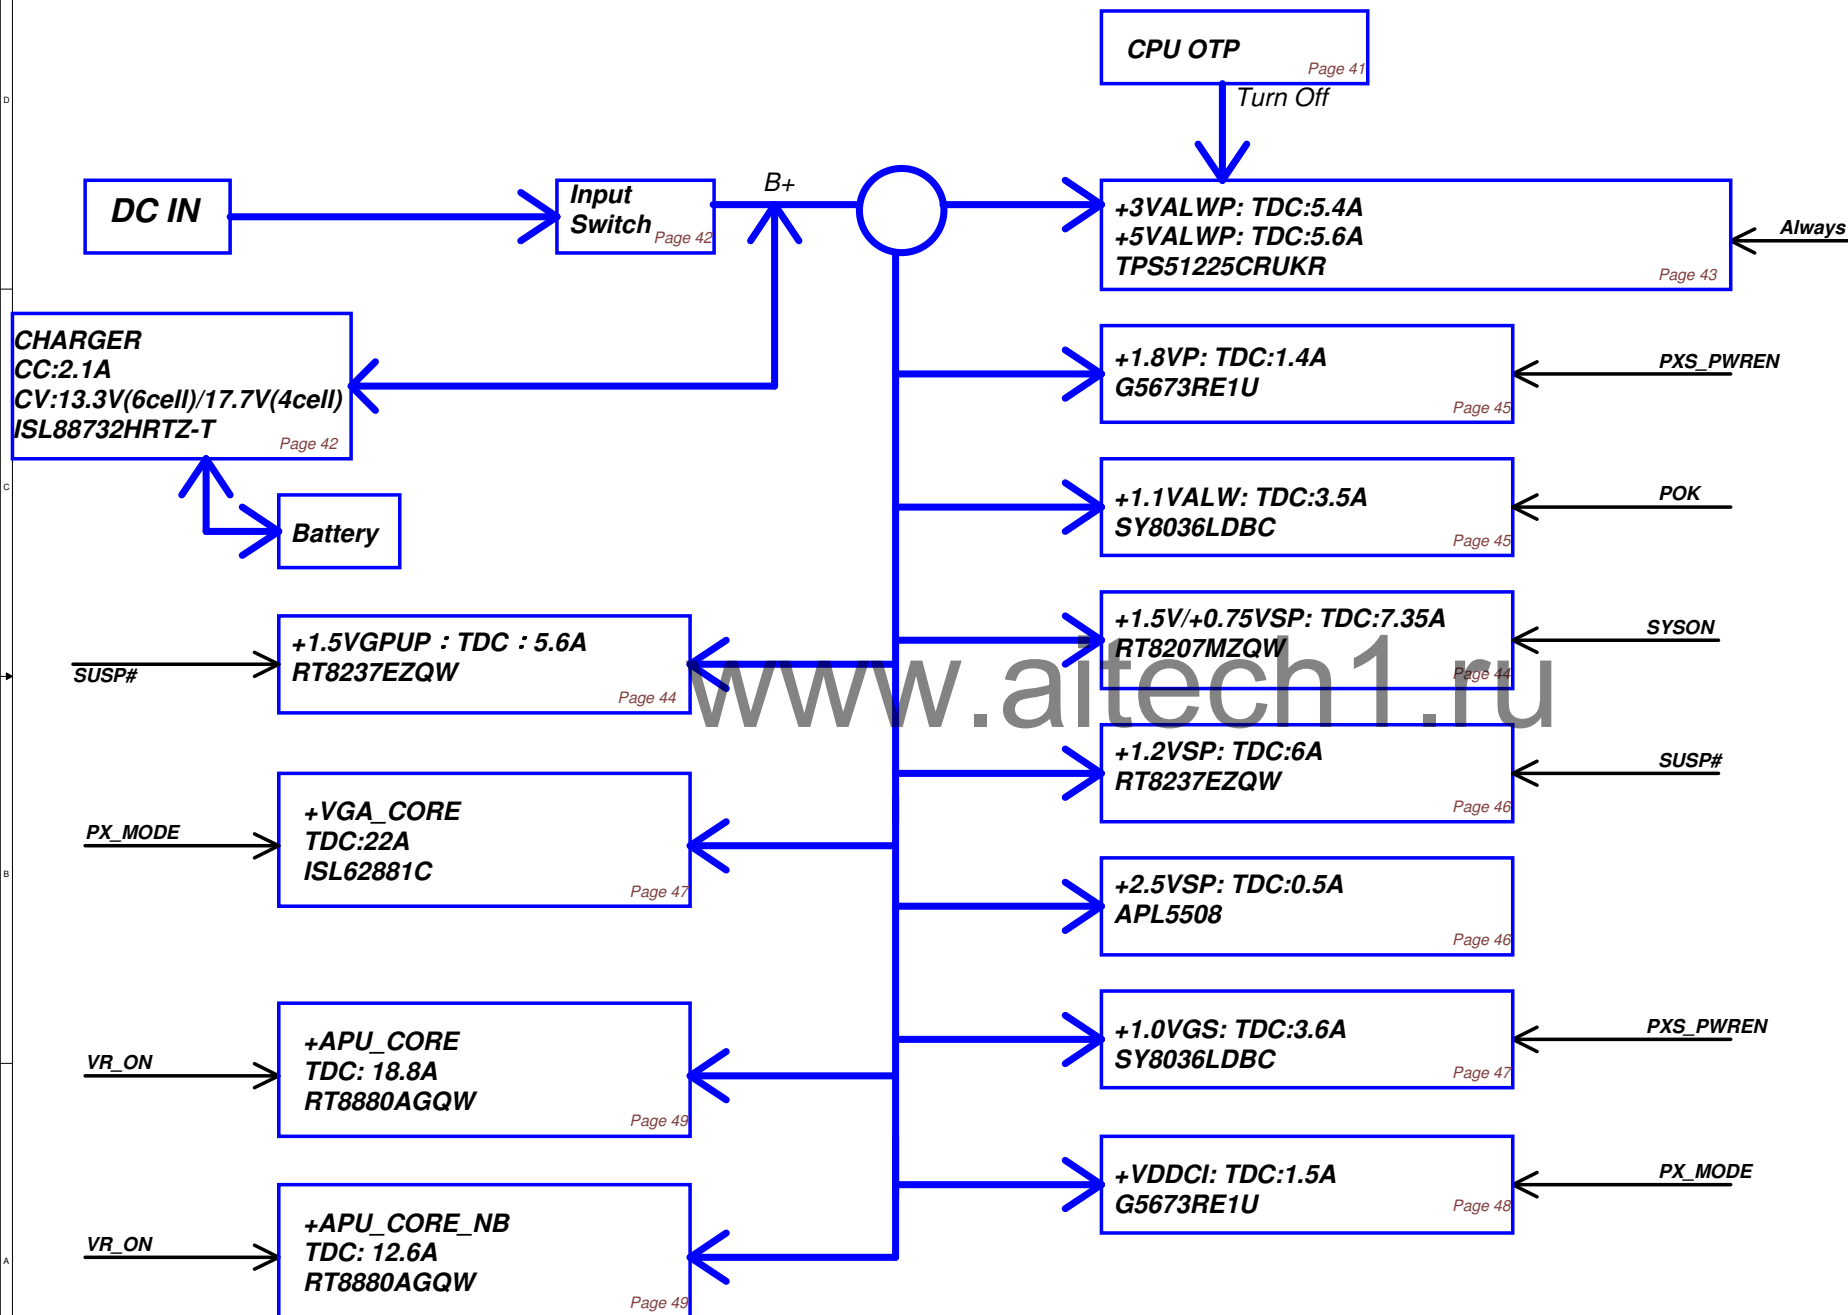 CPU OTP
Page 41
Turn Off
DC IN
Input
Switch
Page 42
B+
+3VALWP: TDC:5.4A
+5VALWP: TDC:5.6A
TPS51225CRUKR
Page 43
Always
CHARGER
CC:2.1A
CV:13.3V(6cell)/17.7V(4cell)
ISL88732HRTZ-T
Page 42
+1.8VP: TDC:1.4A
G5673RE1U
Page 45
PXS_PWREN
Battery
+1.1VALW: TDC:3.5A
SY8036LDBC
Page 45
POK
+1.5VGPUP : TDC : 5.6A
RT8237EZQW
Page 44
SUSP#
+1.5V/+0.75VSP: TDC:7.35A
RT8207MZQW
Page 44
SYSON
www.aitech1.ru
+1.2VSP: TDC:6A
RT8237EZQW
Page 46
SUSP#
+VGA_CORE
TDC:22A
ISL62881C
Page 47
PX_MODE
+2.5VSP: TDC:0.5A
APL5508
Page 46
+APU_CORE
TDC: 18.8A
RT8880AGQW
Page 49
VR_ON
+1.0VGS: TDC:3.6A
SY8036LDBC
Page 47
PXS_PWREN
+VDDCI: TDC:1.5A
G5673RE1U
Page 48
PX_MODE
+APU_CORE_NB
TDC: 12.6A
RT8880AGQW
Page 49
VR_ON
D
C
B
A